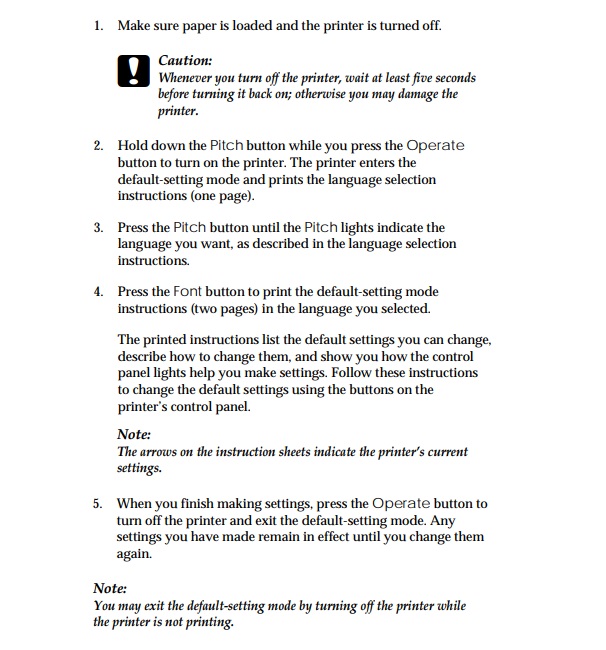 1. Make sure paper is loaded and the printer is turned off.
Caution:
Whenever you turn off the printer, wait at least five seconds
before turning it back on; otherwise you may damage the
printer.
2. Hold down the Pitch button while you press the Operate
button to turn on the printer. The printer enters the
default-setting mode and prints the language selection
instructions (one page).
3. Press the Pitch button until the Pitch lights indicate the
language you want, as described in the language selection
instructions.
4. Press the Font button to print the default-setting mode
instructions (two pages) in the language you selected.
The printed instructions list the default settings you can change,
describe how to change them, and show you how the control
panel lights help you make settings. Follow these instructions
to change the default settings using the buttons on the
printer's control panel.
Note:
The arrows on the instruction sheets indicate the printer's current
settings.
5. When you finish making settings, press the Operate button to
turn off the printer and exit the default-setting mode. Any
settings you have made remain in effect until you change them
again.
Note:
You may exit the default-setting mode by turning off the printer while
the printer is not printing.